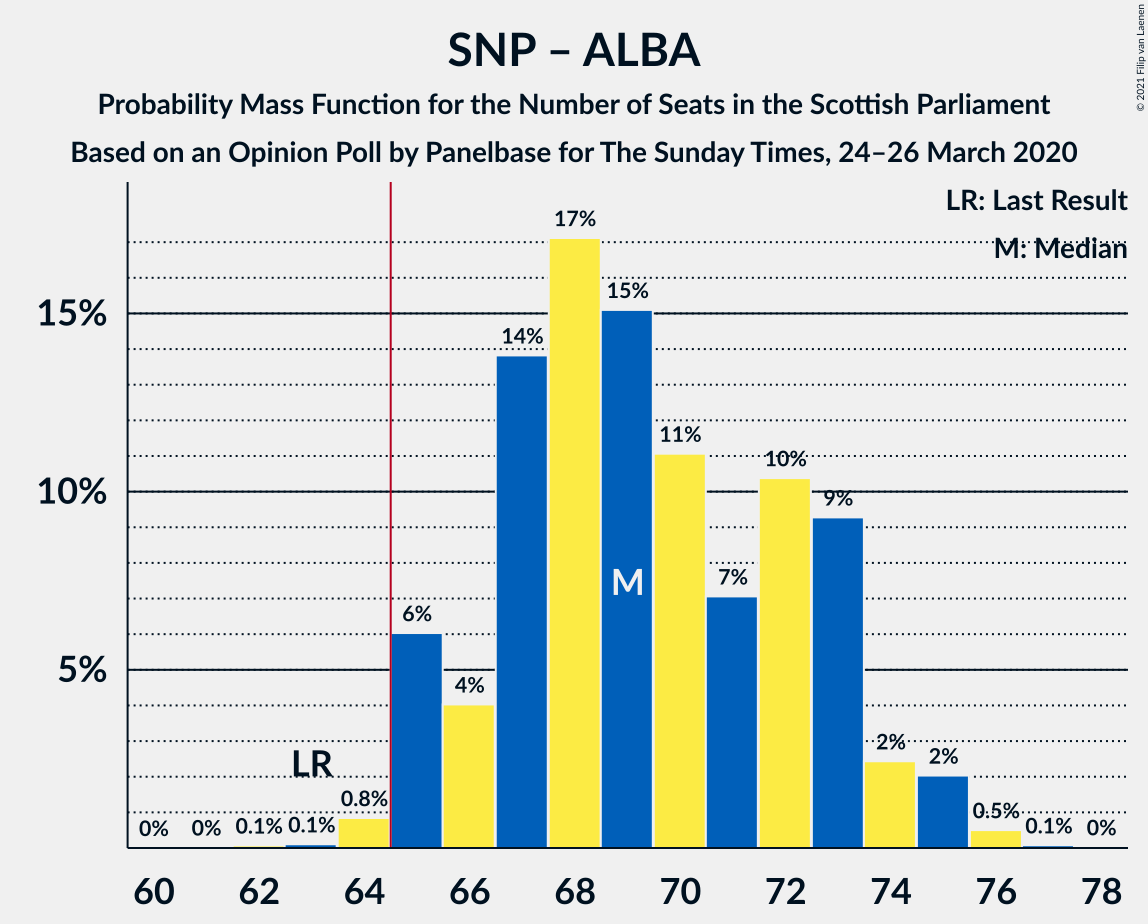 SNP – ALBA
Probability Mass Function for the Number of Seats in the Scottish Parliament
Based on an Opinion Poll by Panelbase for The Sunday Times, 24–26 March 2020
© 2021 Filip van Laenen
LR: Last Result
M: Median
17%
15%
15%
14%
11%
10%
10%
9%
7%
M
6%
5%
4%
LR
2%
2%
0.8%
0.5%
0% 0% 0.1% 0.1% 0.1% 0%
60 62 64 66 68 70 72 74 76 78